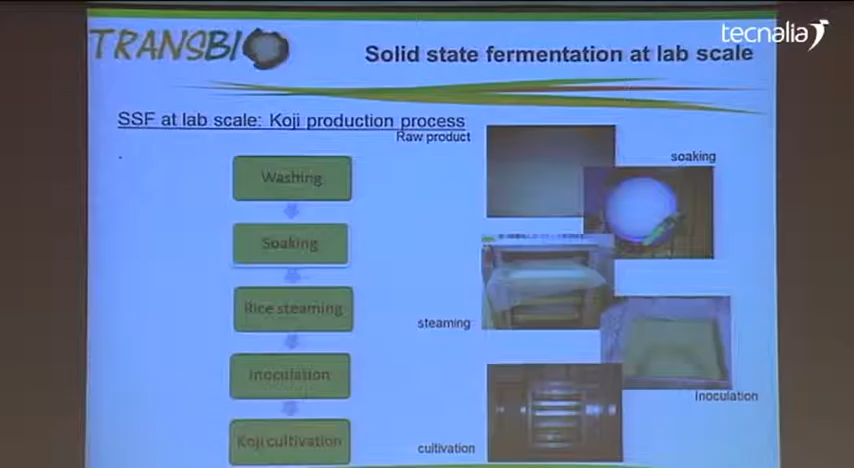 TRANSBIO
tecnalia
Solid state fermentation at lab scale
SSF at lab scale: Koji production process
Raw product
soaking
Washing
Soaking
Rice steaming
steaming
Inoculation
Inoculation
Koji cultivation
cultivation